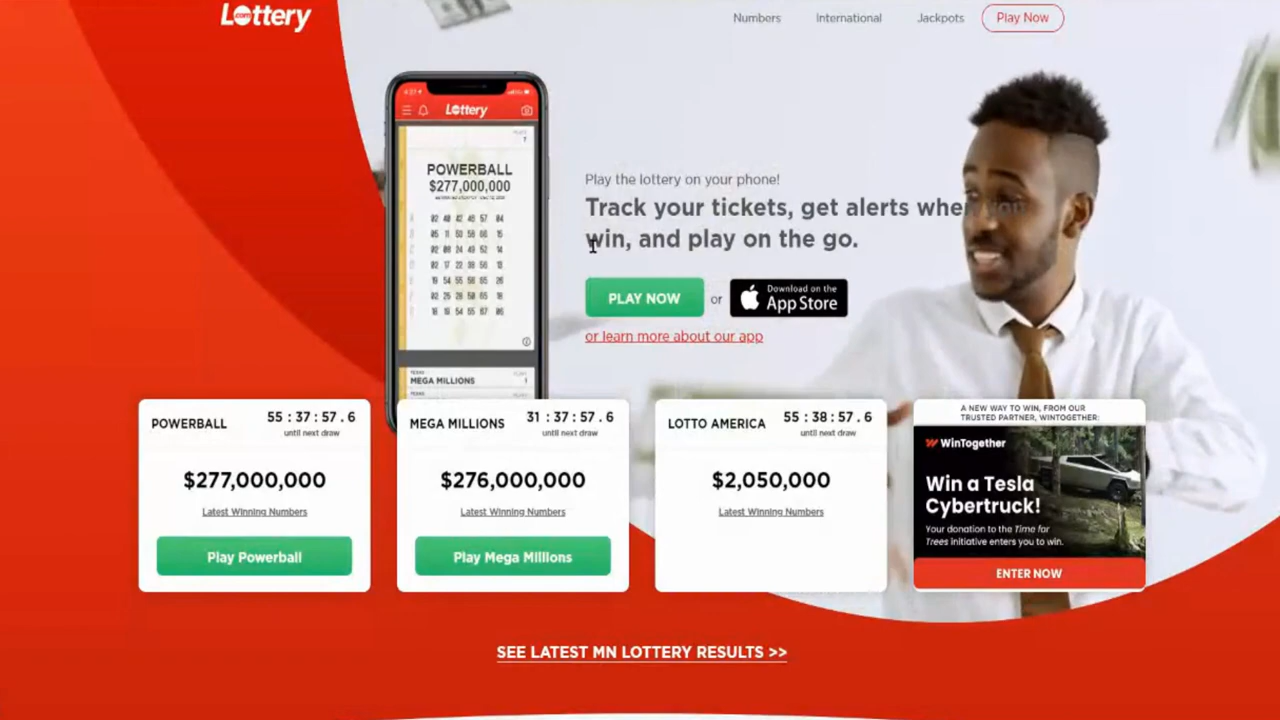 Lottery
.com
Numbers
International
Jackpots
Play Now
Lottery
POWERBALL
$277,000,000
MEGA MILLIONS
Play the lottery on your phone!
Track your tickets, get alerts when you
win, and play on the go.
PLAY NOW
or
Download on the
App Store
or learn more about our app
POWERBALL
55 : 37 : 57 . 6
until next draw
$277,000,000
Latest Winning Numbers
Play Powerball
MEGA MILLIONS
31 : 37 : 57 . 6
until next draw
$276,000,000
Latest Winning Numbers
Play Mega Millions
LOTTO AMERICA
55 : 38 : 57 . 6
until next draw
$2,050,000
Latest Winning Numbers
A NEW WAY TO WIN, FROM OUR
TRUSTED PARTNER, WINTOGETHER:
WinTogether
Win a Tesla
Cybertruck!
Your donation to the Time for
Trees initiative enters you to win.
ENTER NOW
SEE LATEST MN LOTTERY RESULTS >>